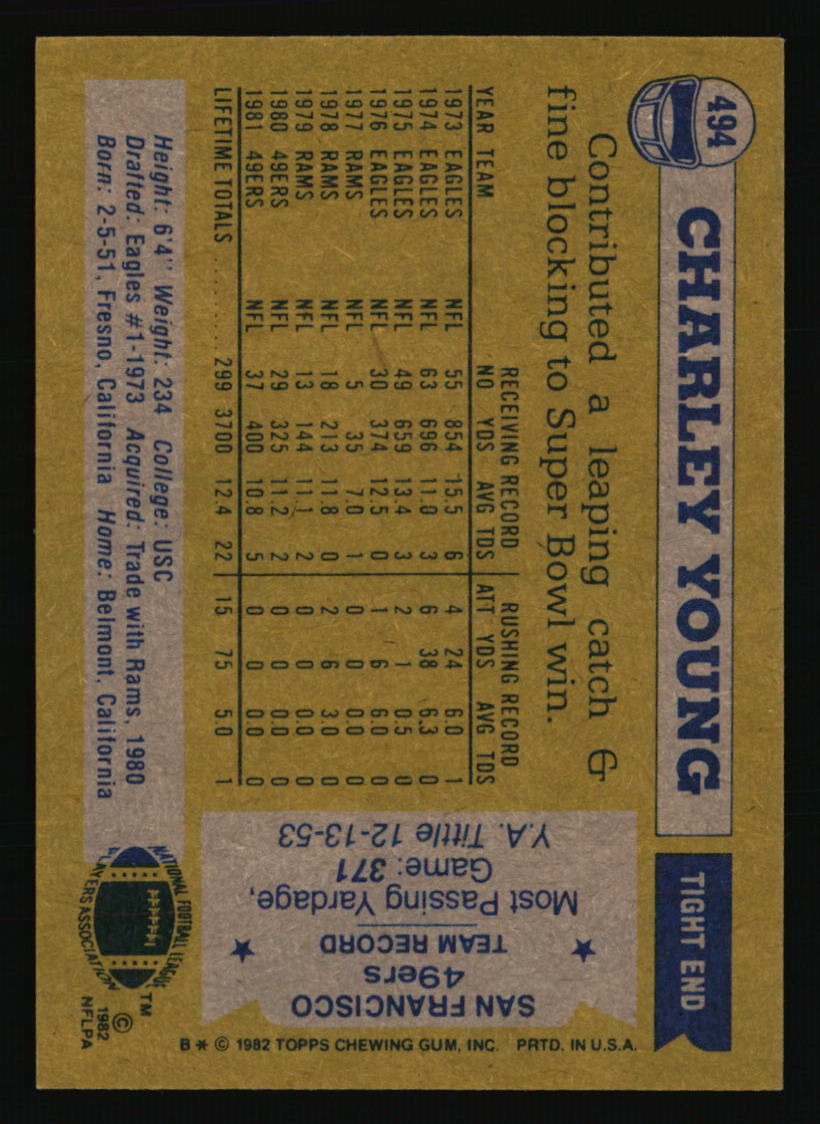 494
CHARLEY YOUNG
TIGHT END
Contributed a leaping catch &
fine blocking to Super Bowl win.
RECEIVING RECORD RUSHING RECORD
YEAR TEAM NO YDS AVG TDS ATT YDS AVG TDS
1973 EAGLES NFL 55 854 15.5 6 4 24 6.0 1
1974 EAGLES NFL 63 696 11.0 3 6 38 6.3 0
1975 EAGLES NFL 49 659 13.4 3 2 1 0.5 0
1976 EAGLES NFL 30 374 12.5 0 1 6 6.0 0
1977 RAMS NFL 5 35 7.0 1 0 0 0.0 0
1978 RAMS NFL 18 213 11.8 0 2 6 3.0 0
1979 RAMS NFL 13 144 11.1 2 0 0 0.0 0
1980 49ERS NFL 29 325 11.2 2 0 0 0.0 0
1981 49ERS NFL 37 400 10.8 5 0 0 0.0 0
LIFETIME TOTALS .......... 299 3700 12.4 22 15 75 5.0 1
Height: 6'4" Weight: 234 College: USC
Drafted: Eagles #1-1973 Acquired: Trade with Rams, 1980
Born: 2-5-51, Fresno, California Home: Belmont, California
SAN FRANCISCO
49ers
★ TEAM RECORD ★
Most Passing Yardage,
Game: 371
Y.A. Tittle 12-13-53
NATIONAL FOOTBALL LEAGUE
PLAYERS ASSOCIATION
TM
©
1982
NFLPA
B * © 1982 TOPPS CHEWING GUM, INC. PRTD. IN U.S.A.